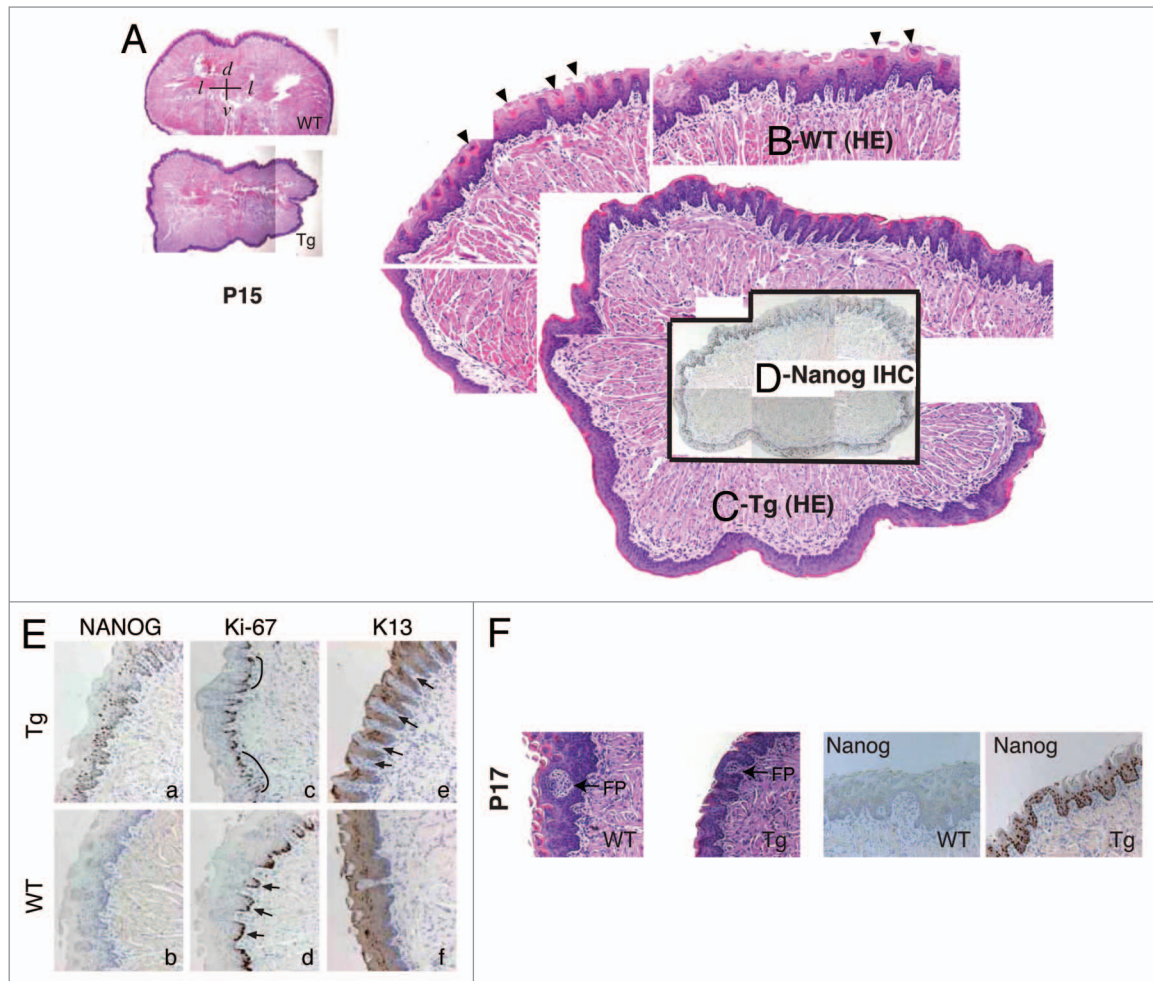 A
d
l l
v
WT
Tg
P15
B-WT (HE)
D-Nanog IHC
C-Tg (HE)
E
NANOG Ki-67 K13
Tg
a c e
WT
b d f
F
P17
FP
WT
FP
Tg
Nanog
WT
Nanog
Tg